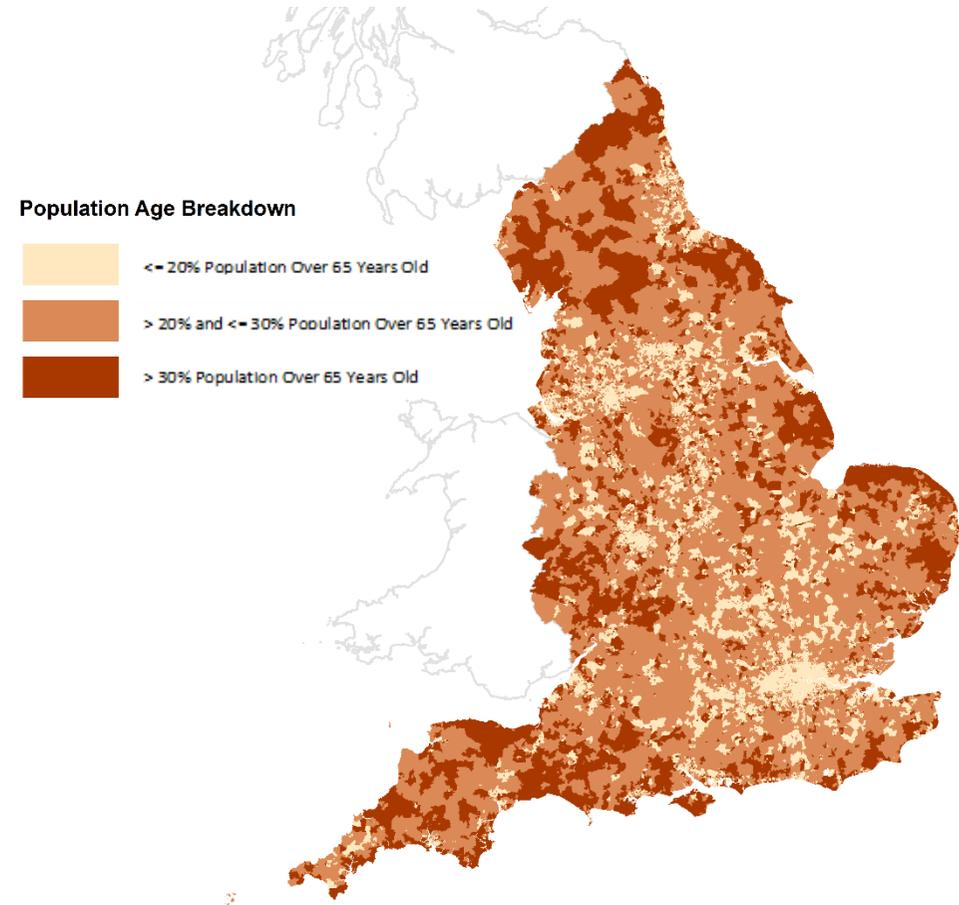 Population Age Breakdown
<= 20% Population Over 65 Years Old
> 20% and <= 30% Population Over 65 Years Old
> 30% Population Over 65 Years Old